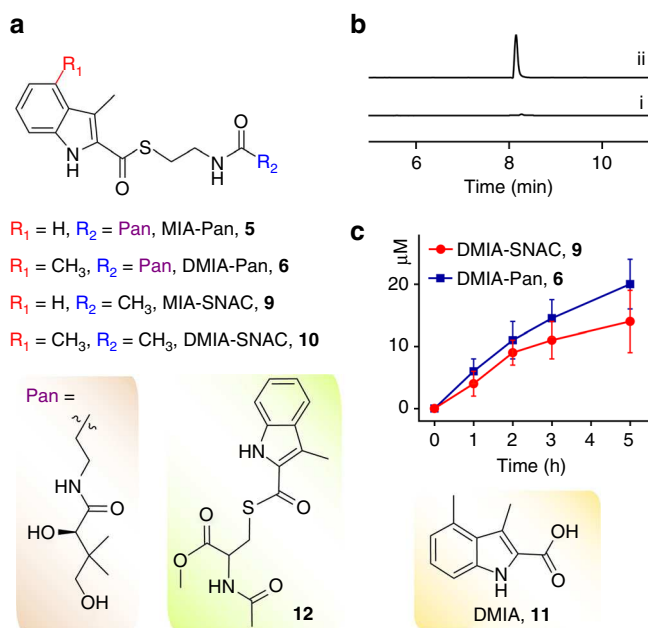 a
R1
CH3
N
H
S
O
N
H
O
R2
R1 = H, R2 = Pan, MIA-Pan, 5
R1 = CH3, R2 = Pan, DMIA-Pan, 6
R1 = H, R2 = CH3, MIA-SNAC, 9
R1 = CH3, R2 = CH3, DMIA-SNAC, 10
Pan =
NH
O
HO
OH
HN
S
O
O
O
N
H
O
12
b
ii
i
6 8 10
Time (min)
c
μM
DMIA-SNAC, 9
DMIA-Pan, 6
20
10
0
0 1 2 3 4 5
Time (h)
OH
O
N
H
DMIA, 11